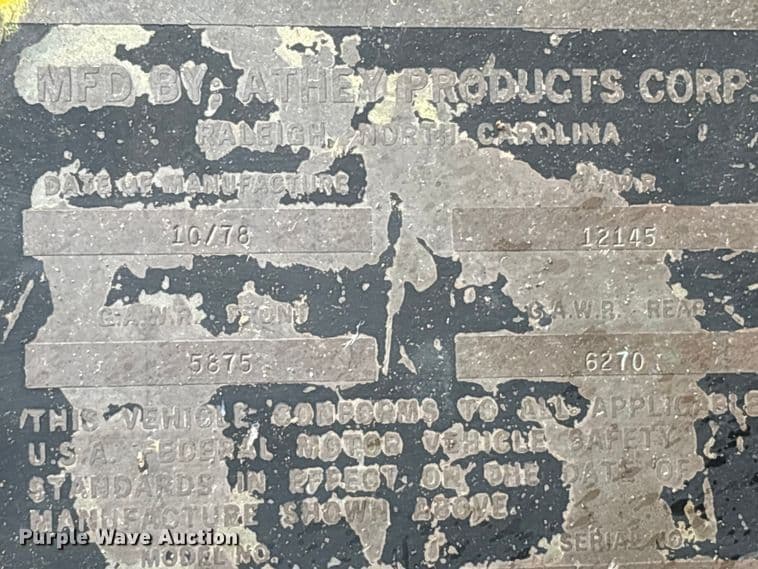 MFD BY: ATHEY PRODUCTS CORP.
RALEIGH, NORTH CAROLINA
DATE OF MANUFACTURE G.V.W.R.
10/78 12145
G.A.W.R. FRONT G.A.W.R. REAR
5875 6270
THIS VEHICLE CONFORMS TO ALL APPLICABLE
U.S.A. FEDERAL MOTOR VEHICLE SAFETY
STANDARDS IN EFFECT ON THE DATE OF
MANUFACTURE SHOWN ABOVE
MODEL NO. SERIAL NO.
Purple Wave Auction